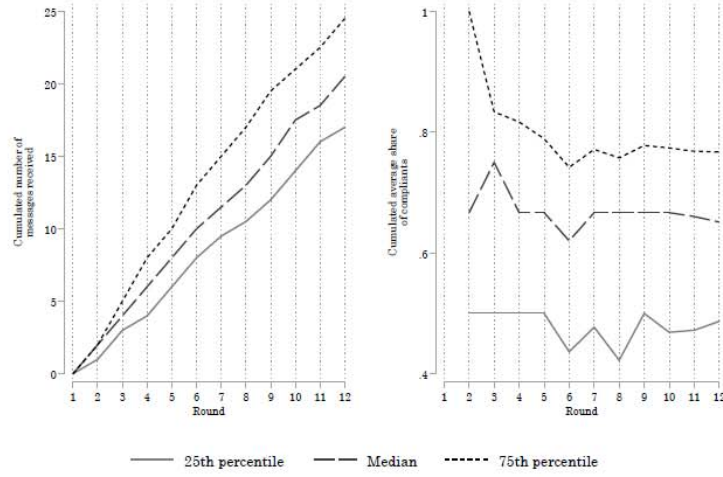 Cumulated number of
messages received
25
20
15
10
5
0
1 2 3 4 5 6 7 8 9 10 11 12
Round
Cumulated average share
of compliants
1
.8
.6
.4
1 2 3 4 5 6 7 8 9 10 11 12
Round
25th percentile Median 75th percentile